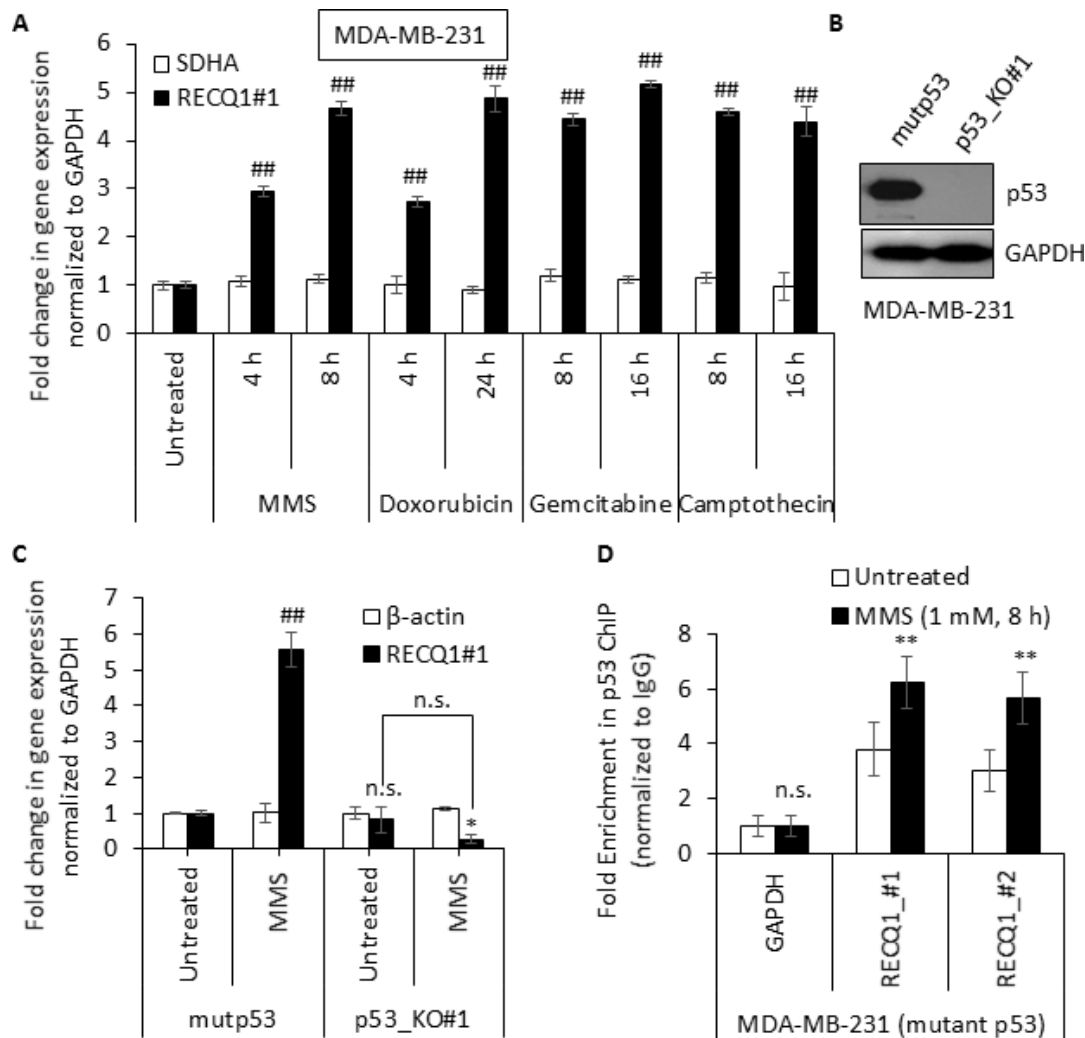 A
MDA-MB-231
SDHA
RECQ1#1
Fold change in gene expression
normalized to GAPDH
6
5
4
3
2
1
0
##
##
##
##
##
##
##
##
Untreated
4 h
8 h
4 h
24 h
8 h
16 h
8 h
16 h
MMS
Doxorubicin
Gemcitabine
Camptothecin
B
mutp53
p53_KO#1
p53
GAPDH
MDA-MB-231
C
Fold change in gene expression
normalized to GAPDH
7
6
5
4
3
2
1
0
β-actin
RECQ1#1
##
n.s.
n.s.
*
Untreated
MMS
Untreated
MMS
mutp53
p53_KO#1
D
Untreated
MMS (1 mM, 8 h)
Fold Enrichment in p53 ChIP
(normalized to IgG)
8
6
4
2
0
n.s.
**
**
GAPDH
RECQ1_#1
RECQ1_#2
MDA-MB-231 (mutant p53)